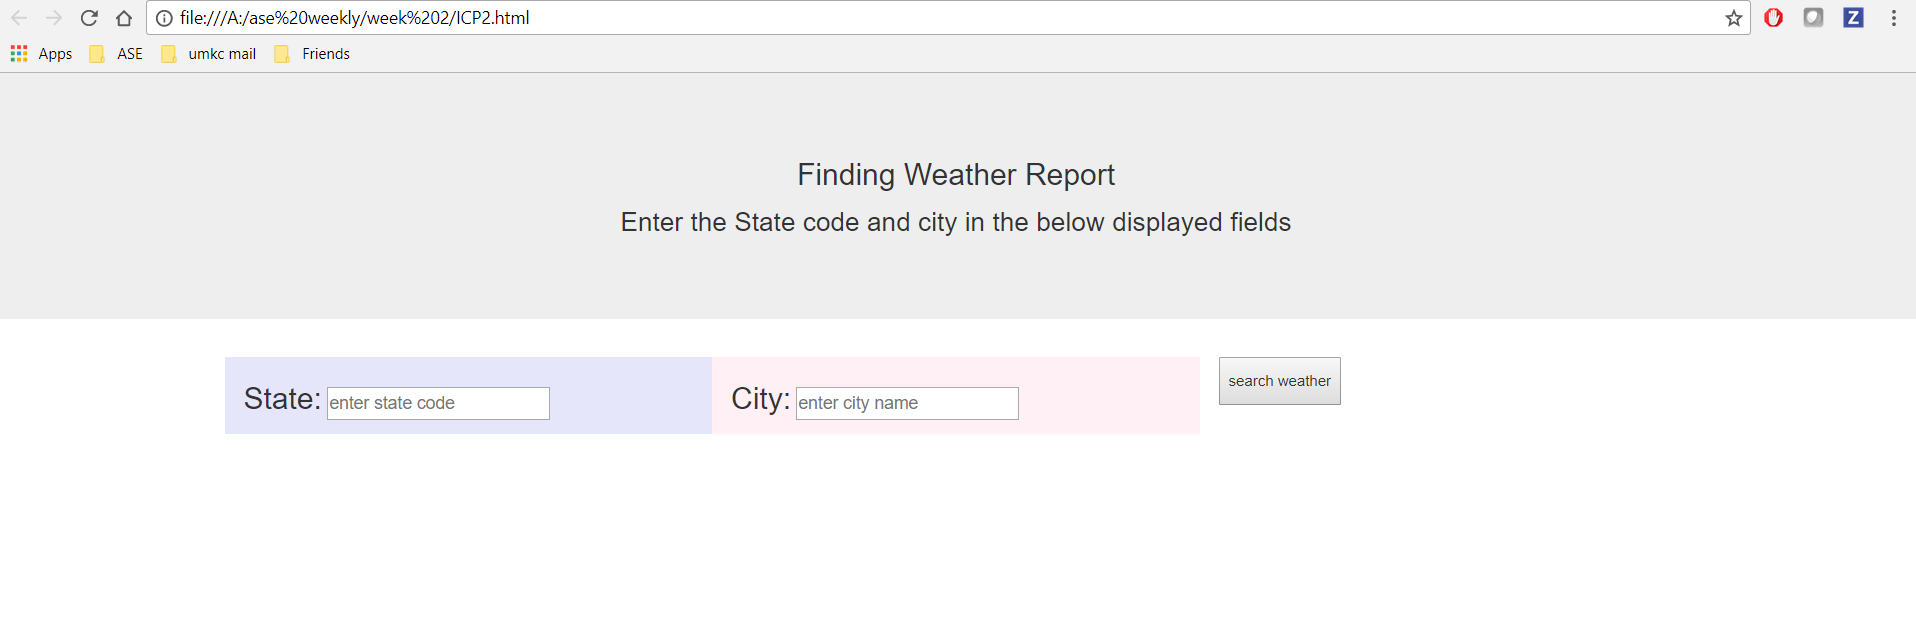 file:///A:/ase%20weekly/week%202/ICP2.html
Z
Apps ASE umkc mail Friends
Finding Weather Report
Enter the State code and city in the below displayed fields
State: enter state code City: enter city name search weather